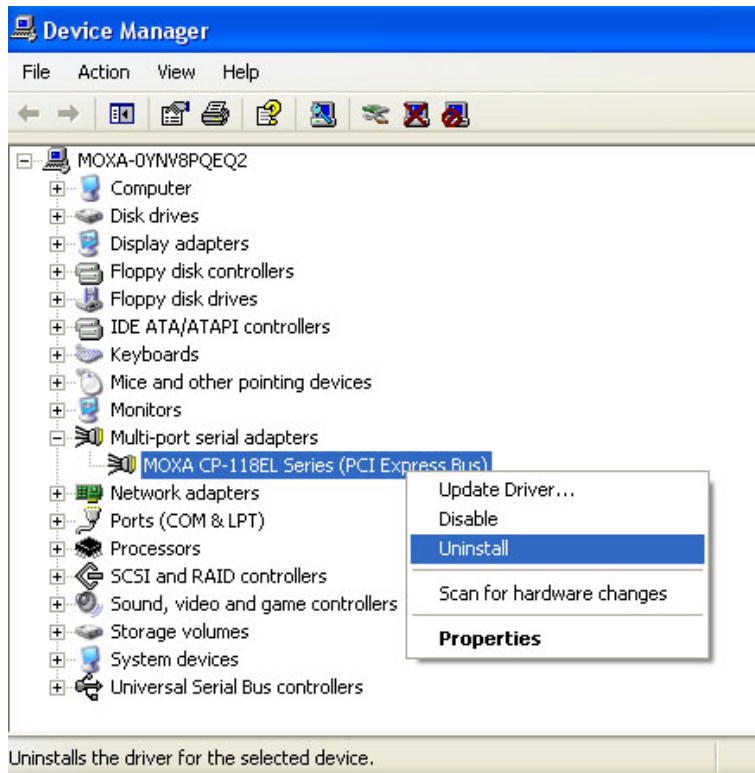 Device Manager
File Action View Help
MOXA-0YNV8PQEQ2
Computer
Disk drives
Display adapters
Floppy disk controllers
Floppy disk drives
IDE ATA/ATAPI controllers
Keyboards
Mice and other pointing devices
Monitors
Multi-port serial adapters
MOXA CP-118EL Series (PCI Express Bus)
Network adapters
Ports (COM & LPT)
Processors
SCSI and RAID controllers
Sound, video and game controllers
Storage volumes
System devices
Universal Serial Bus controllers
Update Driver...
Disable
Uninstall
Scan for hardware changes
Properties
Uninstalls the driver for the selected device.